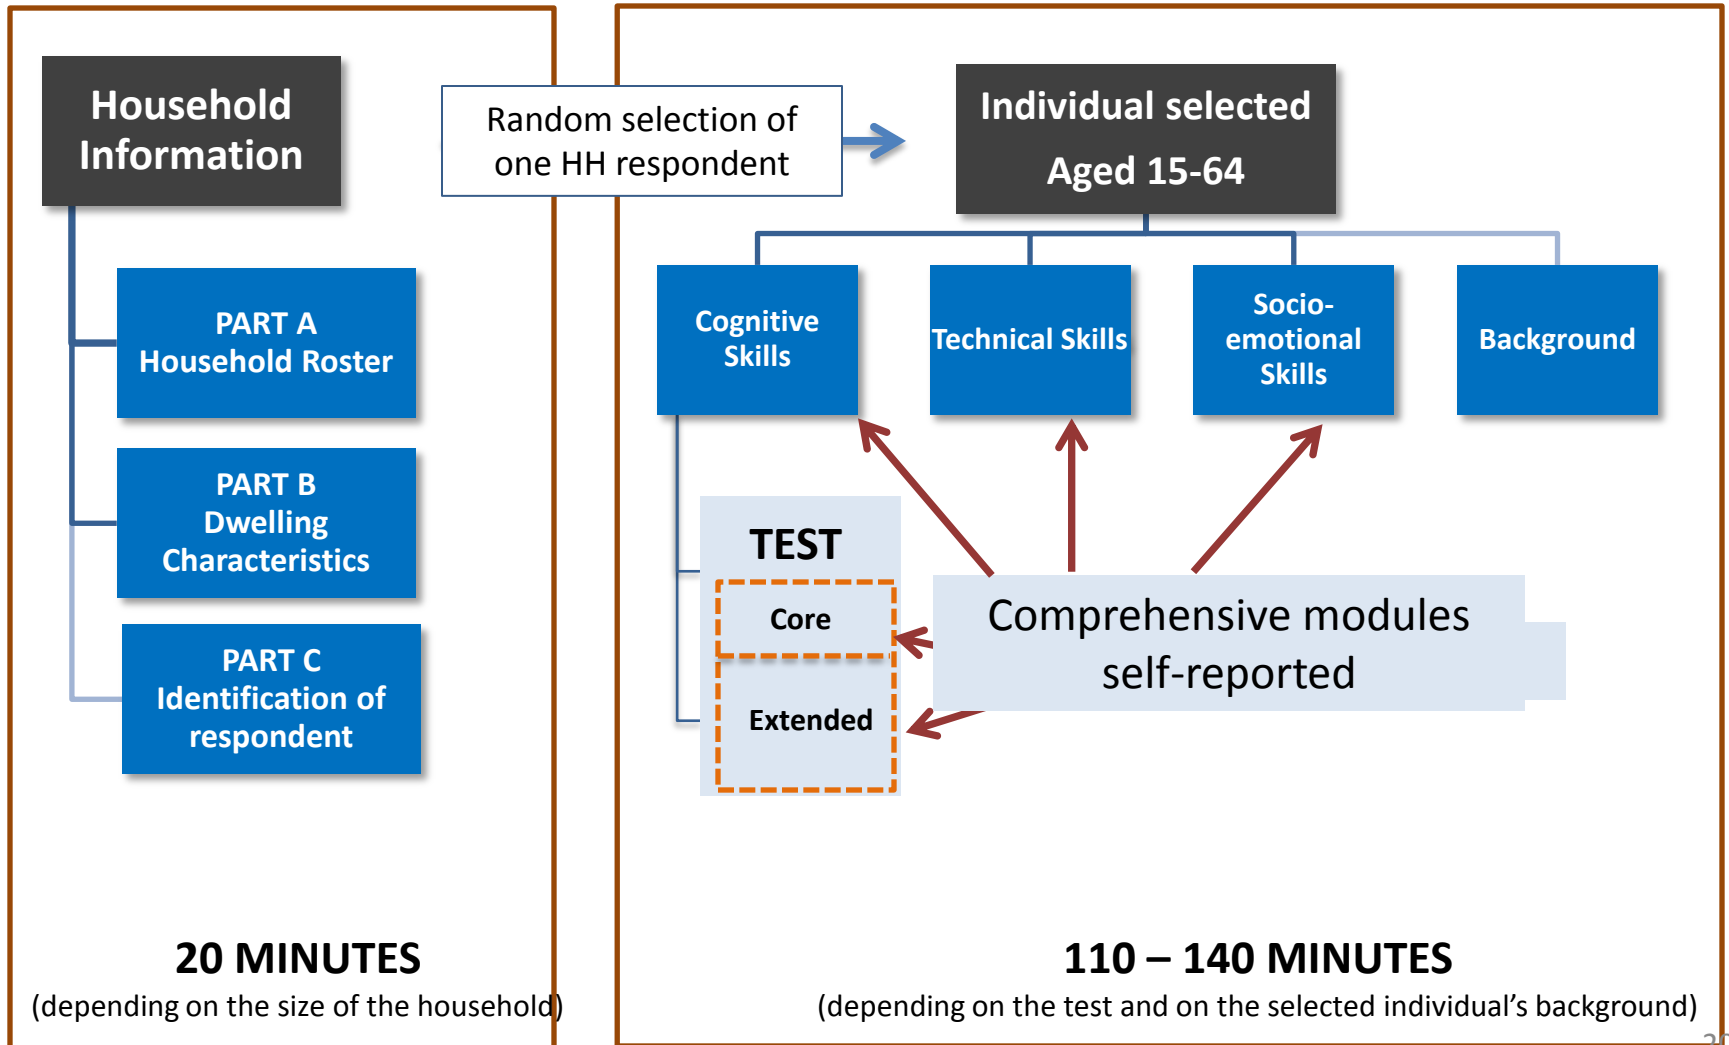 Household
Information
PART A
Household Roster
PART B
Dwelling
Characteristics
PART C
Identification of
respondent
20 MINUTES
(depending on the size of the household)
Random selection of
one HH respondent
Individual selected
Aged 15-64
Cognitive
Skills
Technical Skills
Socio-
emotional
Skills
Background
TEST
Core
Extended
Comprehensive modules
self-reported
110 – 140 MINUTES
(depending on the test and on the selected individual's background)